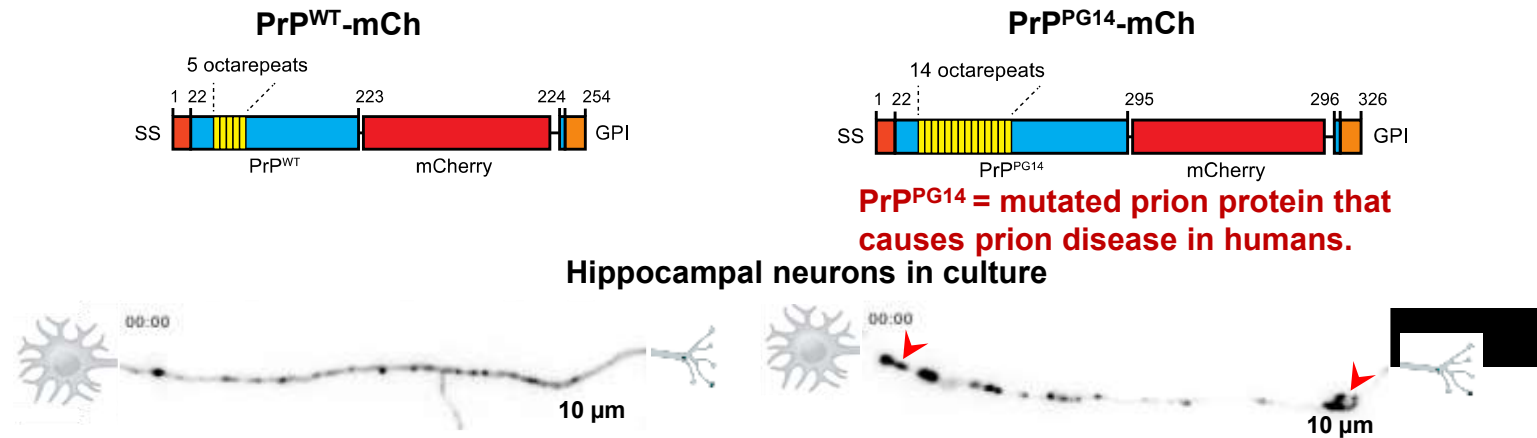 PrPWT-mCh
5 octarepeats
1 22 223 224 254
SS GPI
PrPWT mCherry
PrPPG14-mCh
14 octarepeats
1 22 295 296 326
SS GPI
PrPPG14 mCherry
PrPPG14 = mutated prion protein that
causes prion disease in humans.
Hippocampal neurons in culture
00:00
10 µm
00:00
10 µm